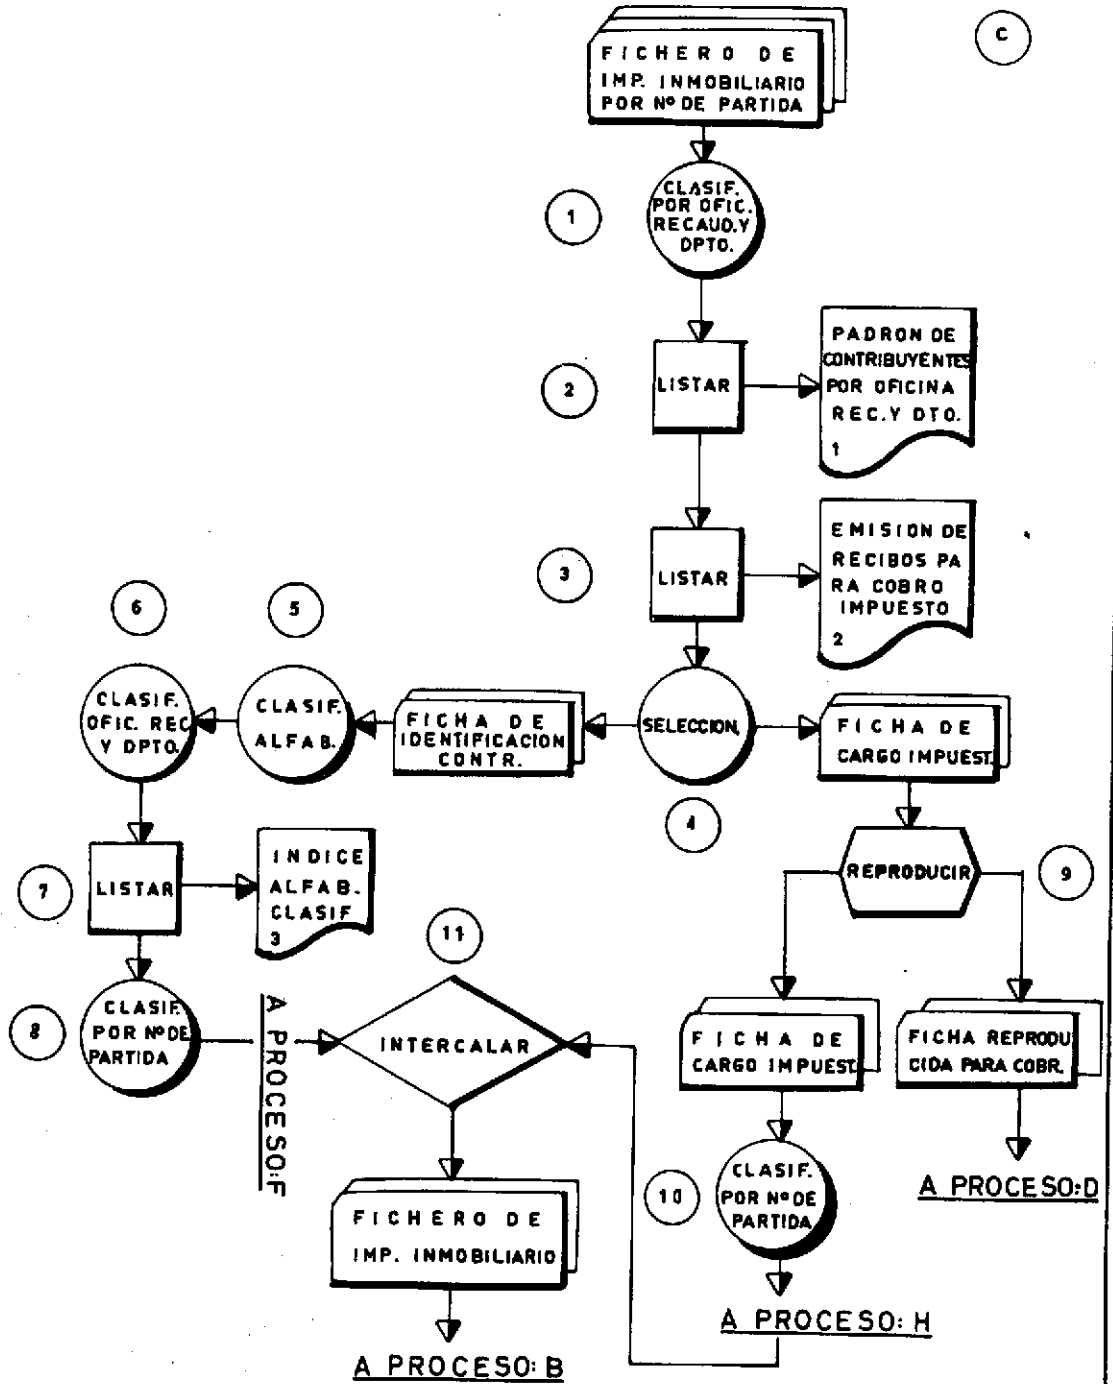 C
FICHERO DE
IMP. INMOBILIARIO
POR Nº DE PARTIDA
1
CLASIF.
POR OFIC.
RECAUD. Y
DPTO.
2
LISTAR
PADRON DE
CONTRIBUYENTES
POR OFICINA
REC. Y DTO.
1
3
LISTAR
EMISION DE
RECIBOS PA
RA COBRO
IMPUESTO
2
6
5
CLASIF.
OFIC. REC
Y DPTO.
CLASIF.
ALFAB.
FICHA DE
IDENTIFICACION
CONTR.
SELECCION.
FICHA DE
CARGO IMPUEST.
4
7
LISTAR
INDICE
ALFAB.
CLASIF
3
REPRODUCIR
9
11
8
CLASIF.
POR Nº DE
PARTIDA
A PROCESO:F
INTERCALAR
FICHA DE
CARGO IMPUEST.
FICHA REPRODU
CIDA PARA COBR.
10
CLASIF.
POR Nº DE
PARTIDA
A PROCESO:D
FICHERO DE
IMP. INMOBILIARIO
A PROCESO: H
A PROCESO: B